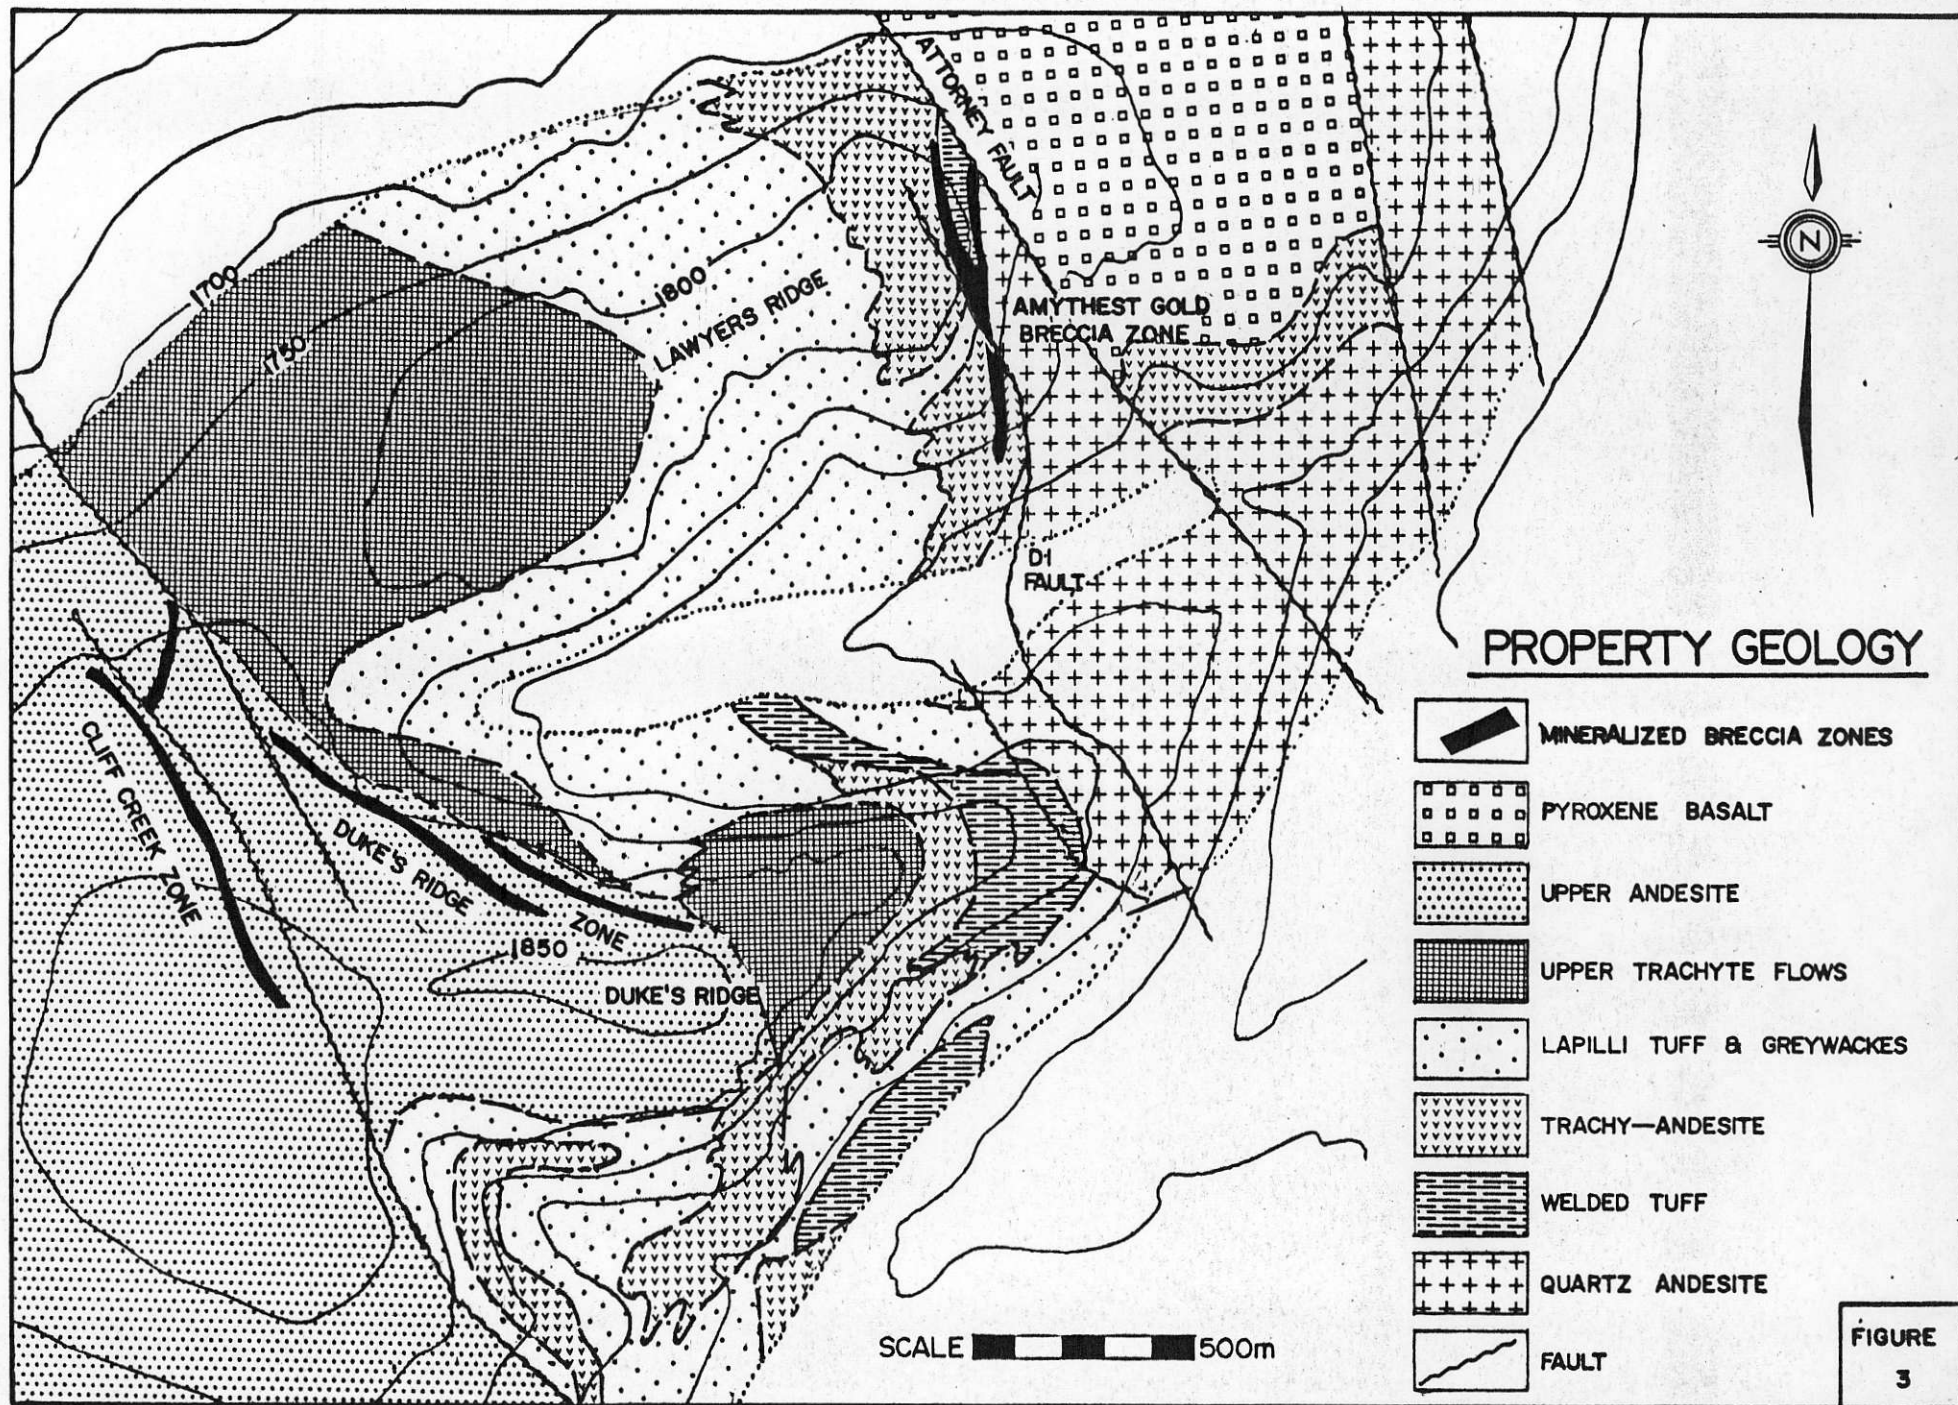 ATTORNEY FAULT
1700
1750
1800
LAWYERS RIDGE
AMYTHEST GOLD
BRECCIA ZONE
N
D1
FAULT
CLIFF CREEK ZONE
DUKE'S RIDGE
ZONE
1850
DUKE'S RIDGE
PROPERTY GEOLOGY
MINERALIZED BRECCIA ZONES
PYROXENE BASALT
UPPER ANDESITE
UPPER TRACHYTE FLOWS
LAPILLI TUFF & GREYWACKES
TRACHY—ANDESITE
WELDED TUFF
QUARTZ ANDESITE
FAULT
SCALE 500m
FIGURE
3